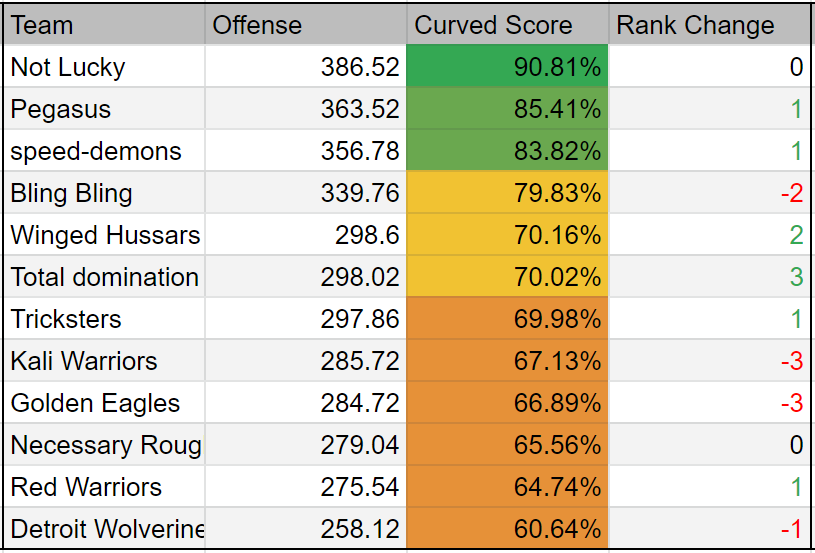 Team Offense Curved Score Rank Change
Not Lucky 386.52 90.81% 0
Pegasus 363.52 85.41% 1
speed-demons 356.78 83.82% 1
Bling Bling 339.76 79.83% -2
Winged Hussars 298.6 70.16% 2
Total domination 298.02 70.02% 3
Tricksters 297.86 69.98% 1
Kali Warriors 285.72 67.13% -3
Golden Eagles 284.72 66.89% -3
Necessary Roug 279.04 65.56% 0
Red Warriors 275.54 64.74% 1
Detroit Wolverine 258.12 60.64% -1